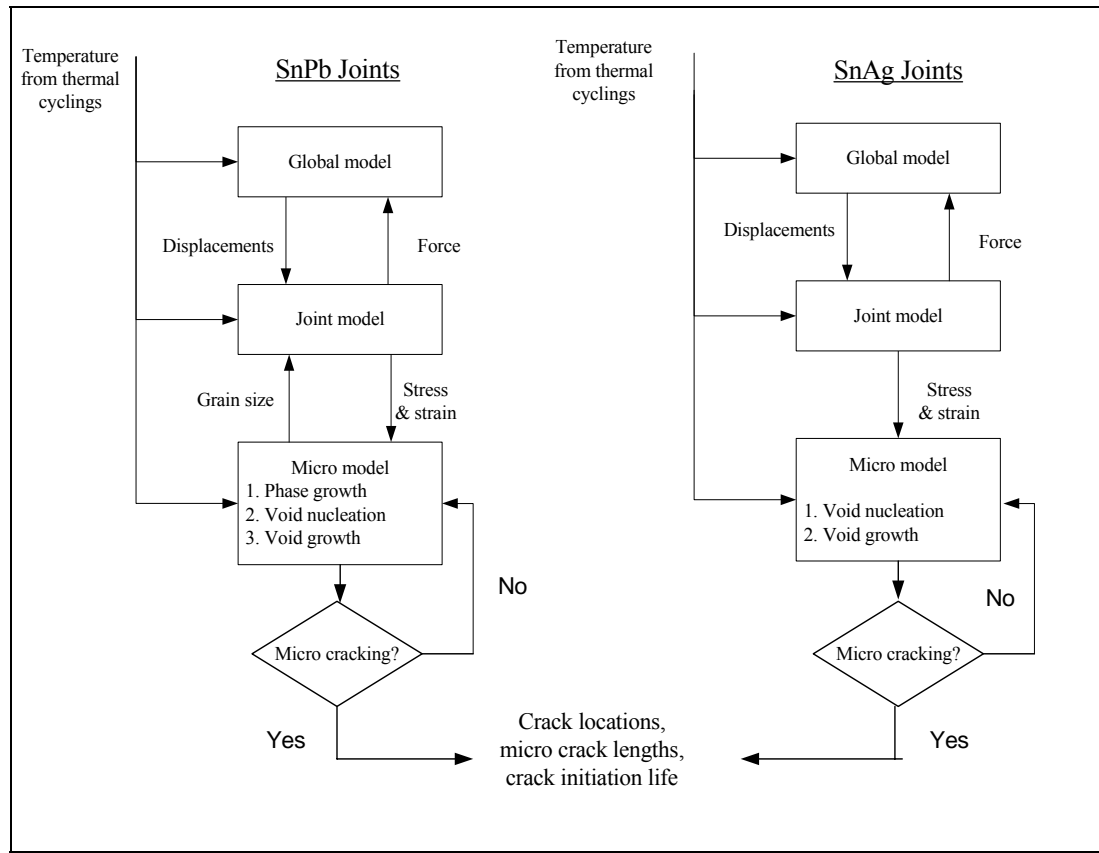 Temperature
from thermal
cyclings
SnPb Joints
Global model
Displacements
Force
Joint model
Grain size
Stress
& strain
Micro model
1. Phase growth
2. Void nucleation
3. Void growth
No
Micro cracking?
Yes
Temperature
from thermal
cyclings
SnAg Joints
Global model
Displacements
Force
Joint model
Stress
& strain
Micro model
1. Void nucleation
2. Void growth
No
Micro cracking?
Yes
Crack locations,
micro crack lengths,
crack initiation life